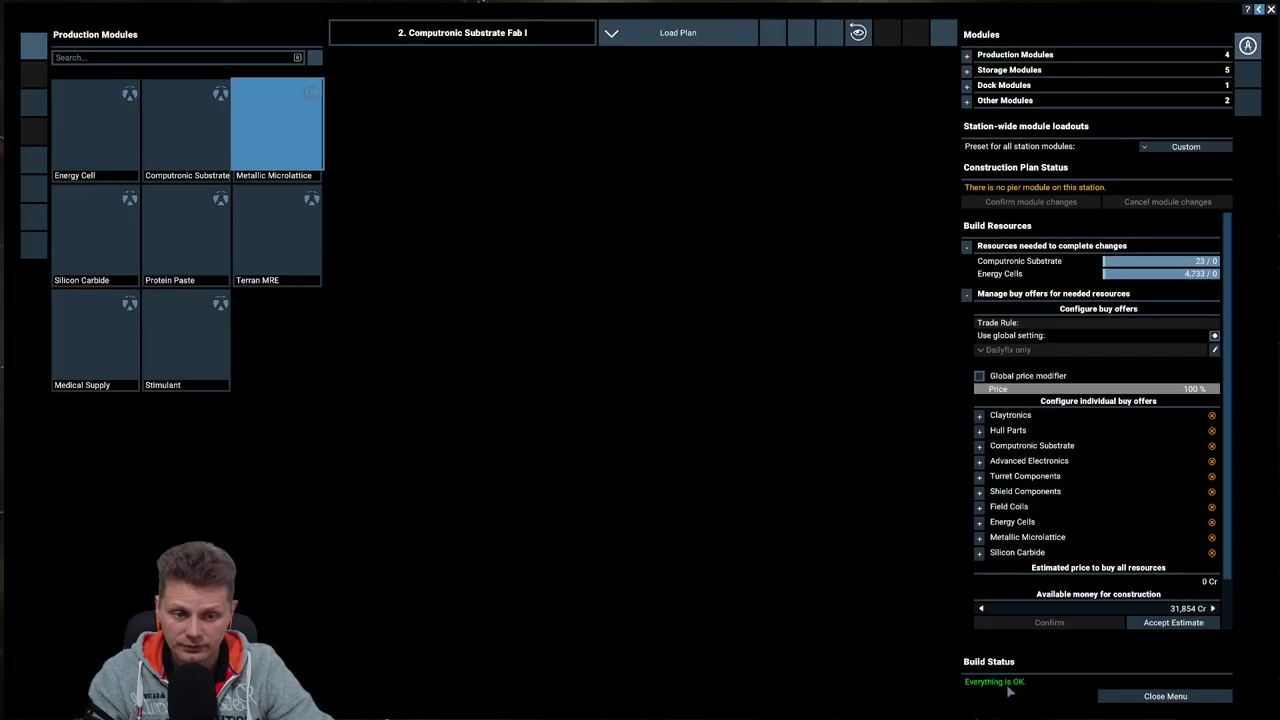 Production Modules
Search...
Energy Cell
Computronic Substrate
Metallic Microlattice
Silicon Carbide
Protein Paste
Terran MRE
Medical Supply
Stimulant
2. Computronic Substrate Fab I
Load Plan
Modules
+ Production Modules 4
+ Storage Modules 5
+ Dock Modules 1
+ Other Modules 2
Station-wide module loadouts
Preset for all station modules: Custom
Construction Plan Status
There is no pier module on this station.
Confirm module changes Cancel module changes
Build Resources
- Resources needed to complete changes
Computronic Substrate 23 / 0
Energy Cells 4,733 / 0
- Manage buy offers for needed resources
Configure buy offers
Trade Rule:
Use global setting:
Dailyfix only
Global price modifier
Price 100 %
Configure individual buy offers
+ Claytronics
+ Hull Parts
+ Computronic Substrate
+ Advanced Electronics
+ Turret Components
+ Shield Components
+ Field Coils
+ Energy Cells
+ Metallic Microlattice
+ Silicon Carbide
Estimated price to buy all resources
0 Cr
Available money for construction
31,854 Cr
Confirm Accept Estimate
Build Status
Everything is OK.
Close Menu